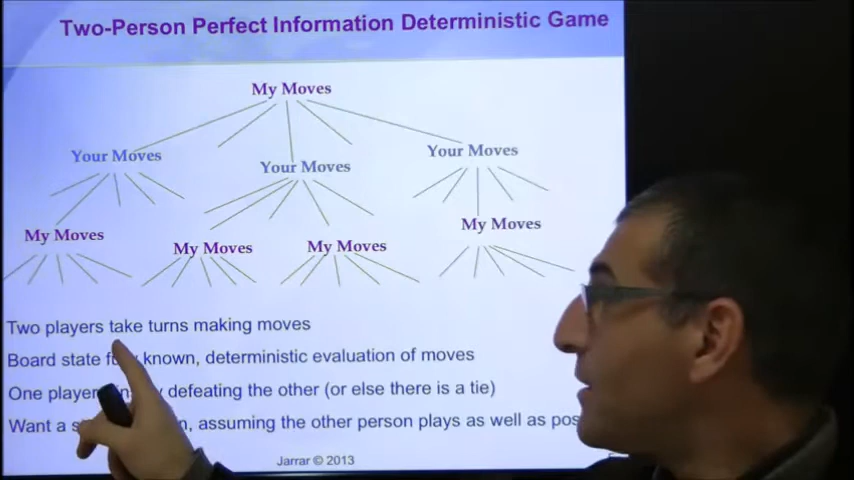 Two-Person Perfect Information Deterministic Game
My Moves
Your Moves Your Moves Your Moves
My Moves My Moves My Moves My Moves
Two players take turns making moves
Board state known, deterministic evaluation of moves
One player by defeating the other (or else there is a tie)
Want a assuming the other person plays as well as
Jarrar © 2013